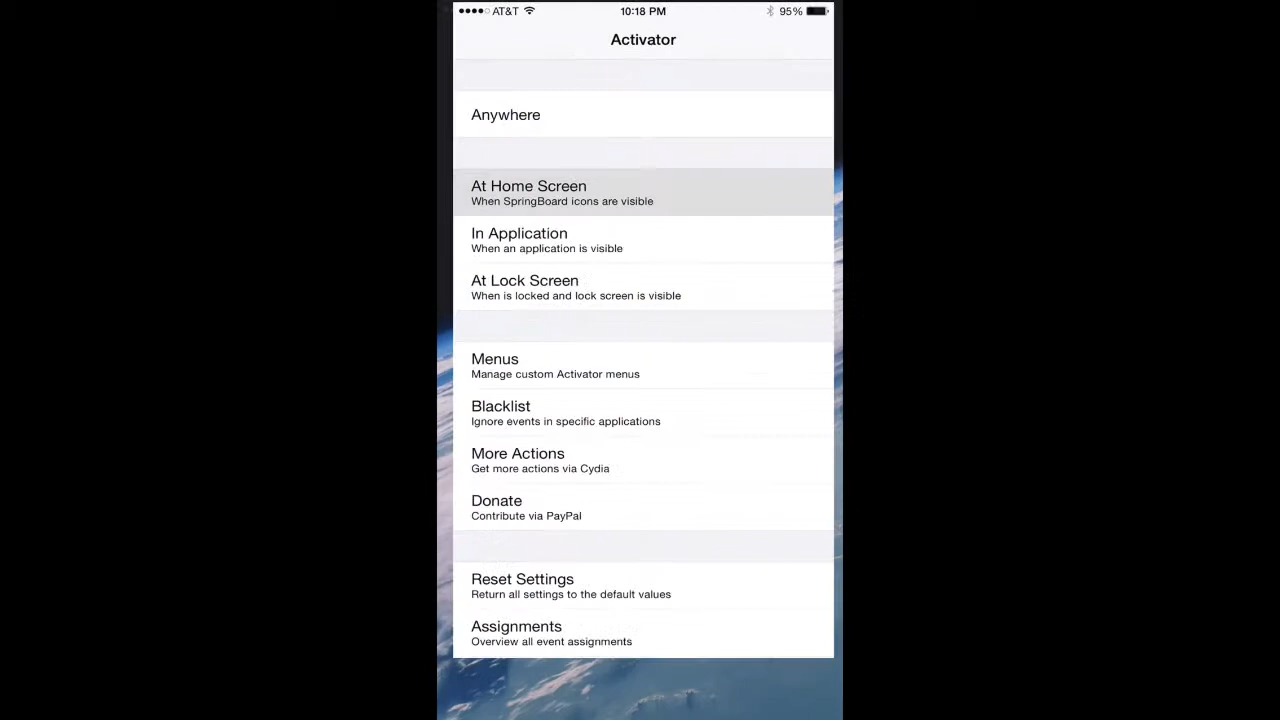 AT&T 10:18 PM 95%
Activator
Anywhere
At Home Screen
When SpringBoard icons are visible
In Application
When an application is visible
At Lock Screen
When is locked and lock screen is visible
Menus
Manage custom Activator menus
Blacklist
Ignore events in specific applications
More Actions
Get more actions via Cydia
Donate
Contribute via PayPal
Reset Settings
Return all settings to the default values
Assignments
Overview all event assignments